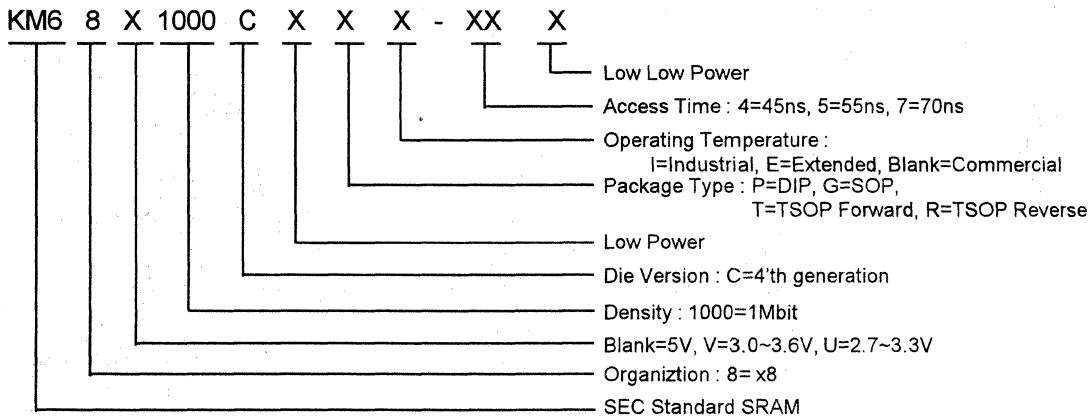 KM6 8 X 1000 C X X X - XX X
Low Low Power
Access Time : 4=45ns, 5=55ns, 7=70ns
Operating Temperature :
I=Industrial, E=Extended, Blank=Commercial
Package Type : P=DIP, G=SOP,
T=TSOP Forward, R=TSOP Reverse
Low Power
Die Version : C=4'th generation
Density : 1000=1Mbit
Blank=5V, V=3.0~3.6V, U=2.7~3.3V
Organiztion : 8= x8
SEC Standard SRAM